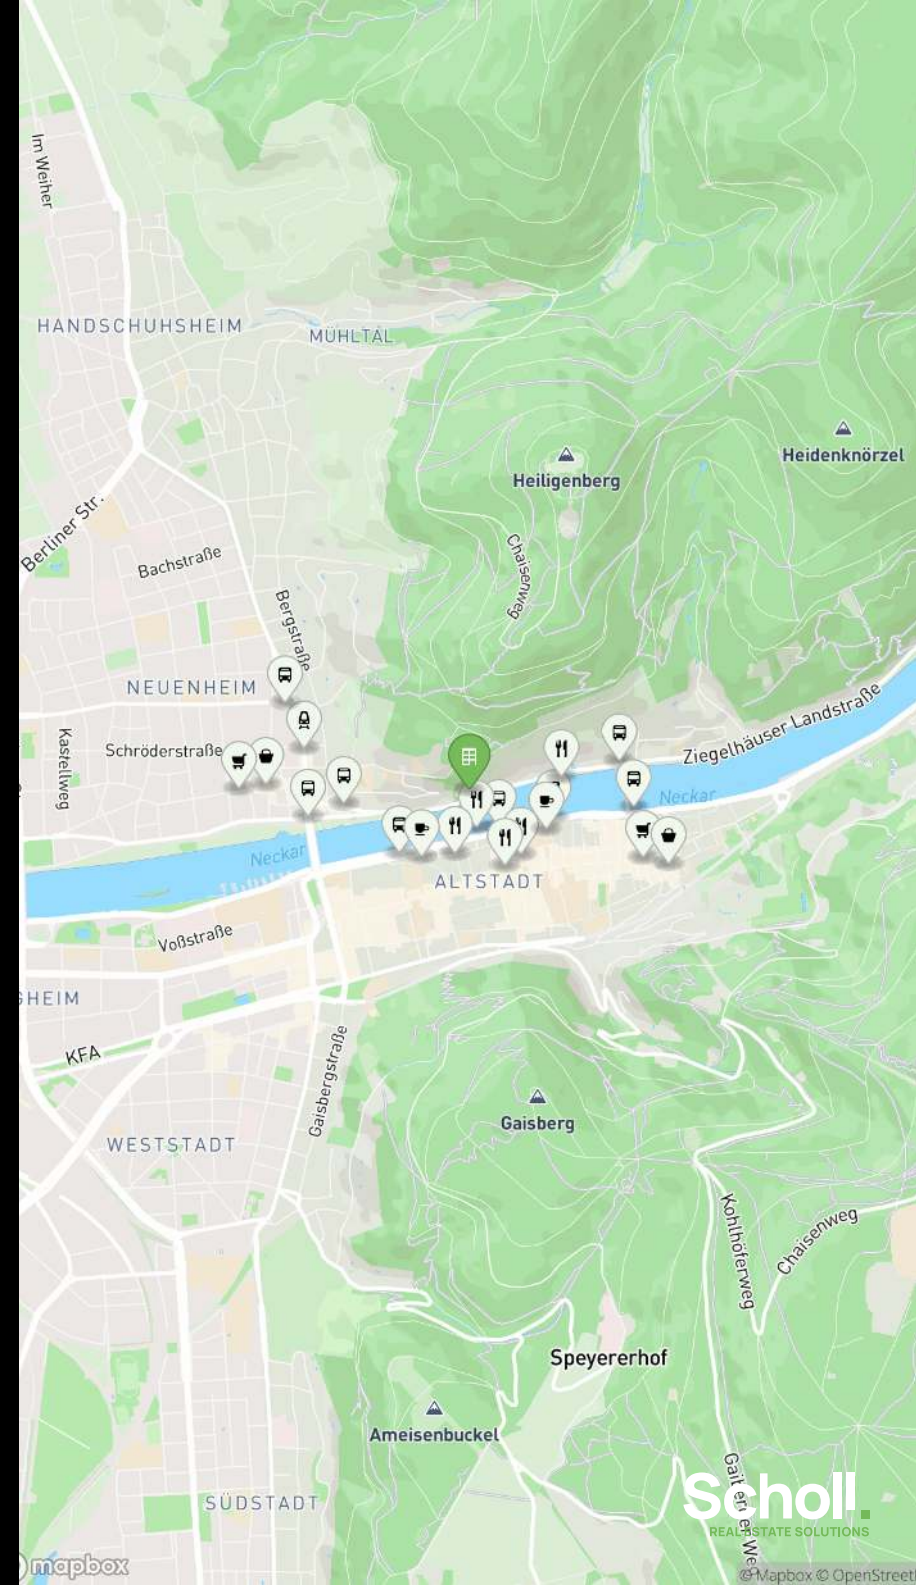 Im Weiher
HANDSCHUHSHEIM
MÜHLTAL
Heidenknörzel
Heiligenberg
Berliner Str.
Chaisenweg
Bachstraße
Bergstraße
NEUENHEIM
Ziegelhäuser Landstraße
Kastellweg
Schröderstraße
Neckar
Neckar
ALTSTADT
Voßstraße
GHEIM
KFA
Gaisbergstraße
Gaisberg
WESTSTADT
Kohlhöferweg
Chaisenweg
Speyererhof
Ameisenbuckel
SÜDSTADT
Scholl.
REAL ESTATE SOLUTIONS
mapbox
© Mapbox © OpenStreet